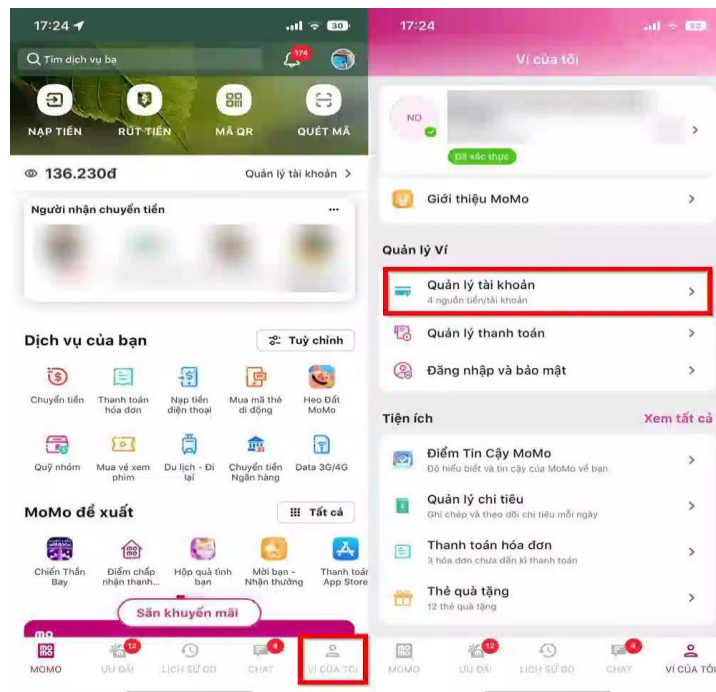 17:24
30
Tìm dịch vụ bạ
174
NẠP TIỀN
RÚT TIỀN
MÃ QR
QUÉT MÃ
136.230đ
Quản lý tài khoản
Người nhận chuyển tiền
Dịch vụ của bạn
Tuỳ chỉnh
Chuyển tiền
Thanh toán
hóa đơn
Nạp tiền
điện thoại
Mua mã thẻ
di động
Heo Đất
MoMo
Quỹ nhóm
Mua vé xem
phim
Du lịch - Đi
lại
Chuyển tiền
Ngân hàng
Data 3G/4G
MoMo đề xuất
Tất cả
Chiến Thần
Bay
Điểm chấp
nhận thanh...
Hộp quà tình
bạn
Mời bạn -
Nhận thưởng
Thanh toán
App Store
Săn khuyến mãi
mo
mo
mo
12
4
MOMO
ƯU ĐÃI
LỊCH SỬ GD
CHAT
VÍ CỦA TÔI
17:24
30
Ví của tôi
ND
Đã xác thực
Giới thiệu MoMo
Quản lý Ví
Quản lý tài khoản
4 nguồn tiền/tài khoản
Quản lý thanh toán
Đăng nhập và bảo mật
Tiện ích
Xem tất cả
Điểm Tin Cậy MoMo
Độ hiểu biết và tin cậy của MoMo về bạn
Quản lý chi tiêu
Ghi chép và theo dõi chi tiêu mỗi ngày
Thanh toán hóa đơn
3 hóa đơn chưa đến kì thanh toán
Thẻ quà tặng
12 thẻ quà tặng
mo
mo
12
4
MOMO
ƯU ĐÃI
LỊCH SỬ GD
CHAT
VÍ CỦA TÔI